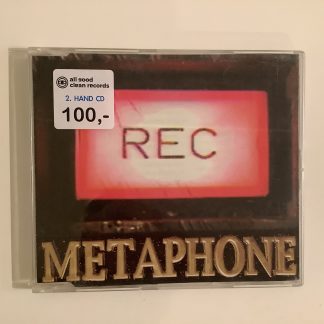 all good
clean records
2. HAND CD
100,-
REC
METAPHONE